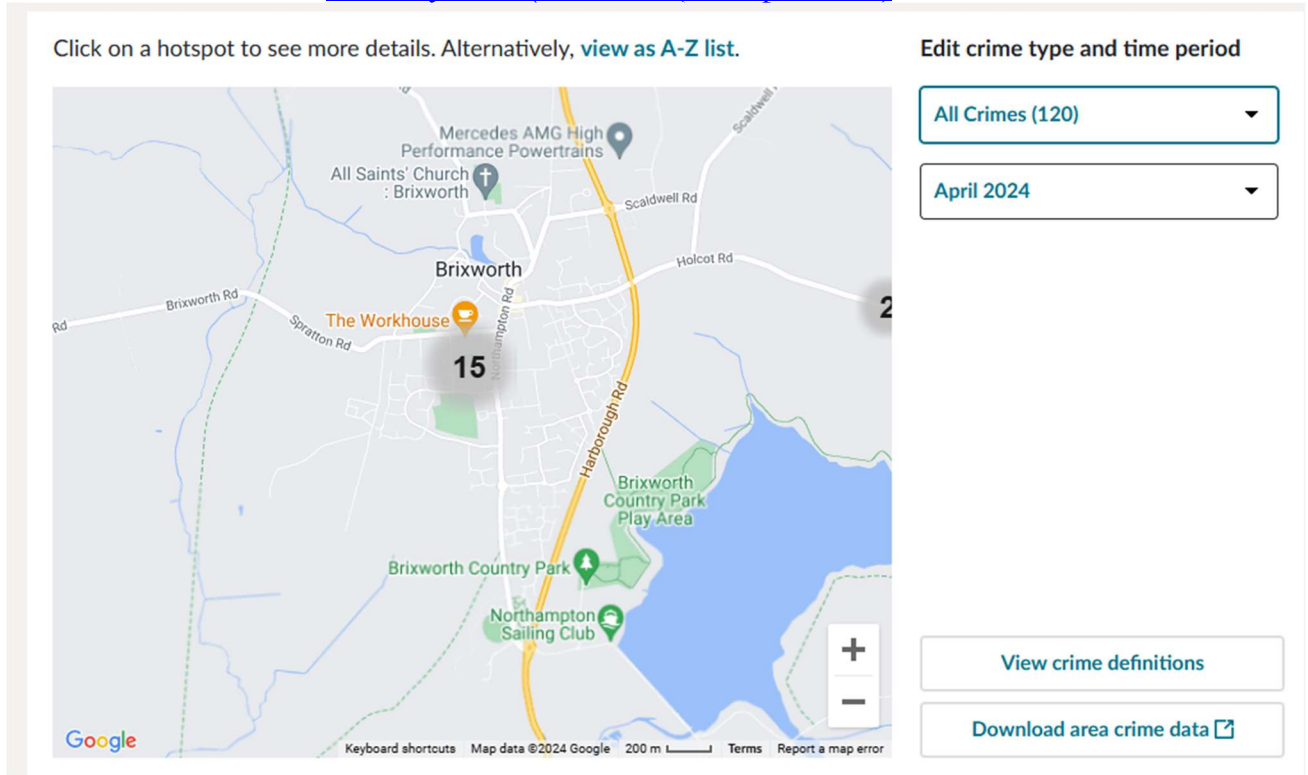 Click on a hotspot to see more details. Alternatively, view as A-Z list.
Edit crime type and time period
All Crimes (120)
April 2024
Mercedes AMG High
Performance Powertrains
All Saints' Church
: Brixworth
Scaldwell
Scaldwell Rd
Holcot Rd
Brixworth
Brixworth Rd
Rd
Spratton Rd
The Workhouse
Northampton Rd
15
2
Harborough Rd
Brixworth
Country Park
Play Area
Brixworth Country Park
Northampton
Sailing Club
+
−
View crime definitions
Download area crime data
Google
Keyboard shortcuts Map data ©2024 Google 200 m Terms Report a map error